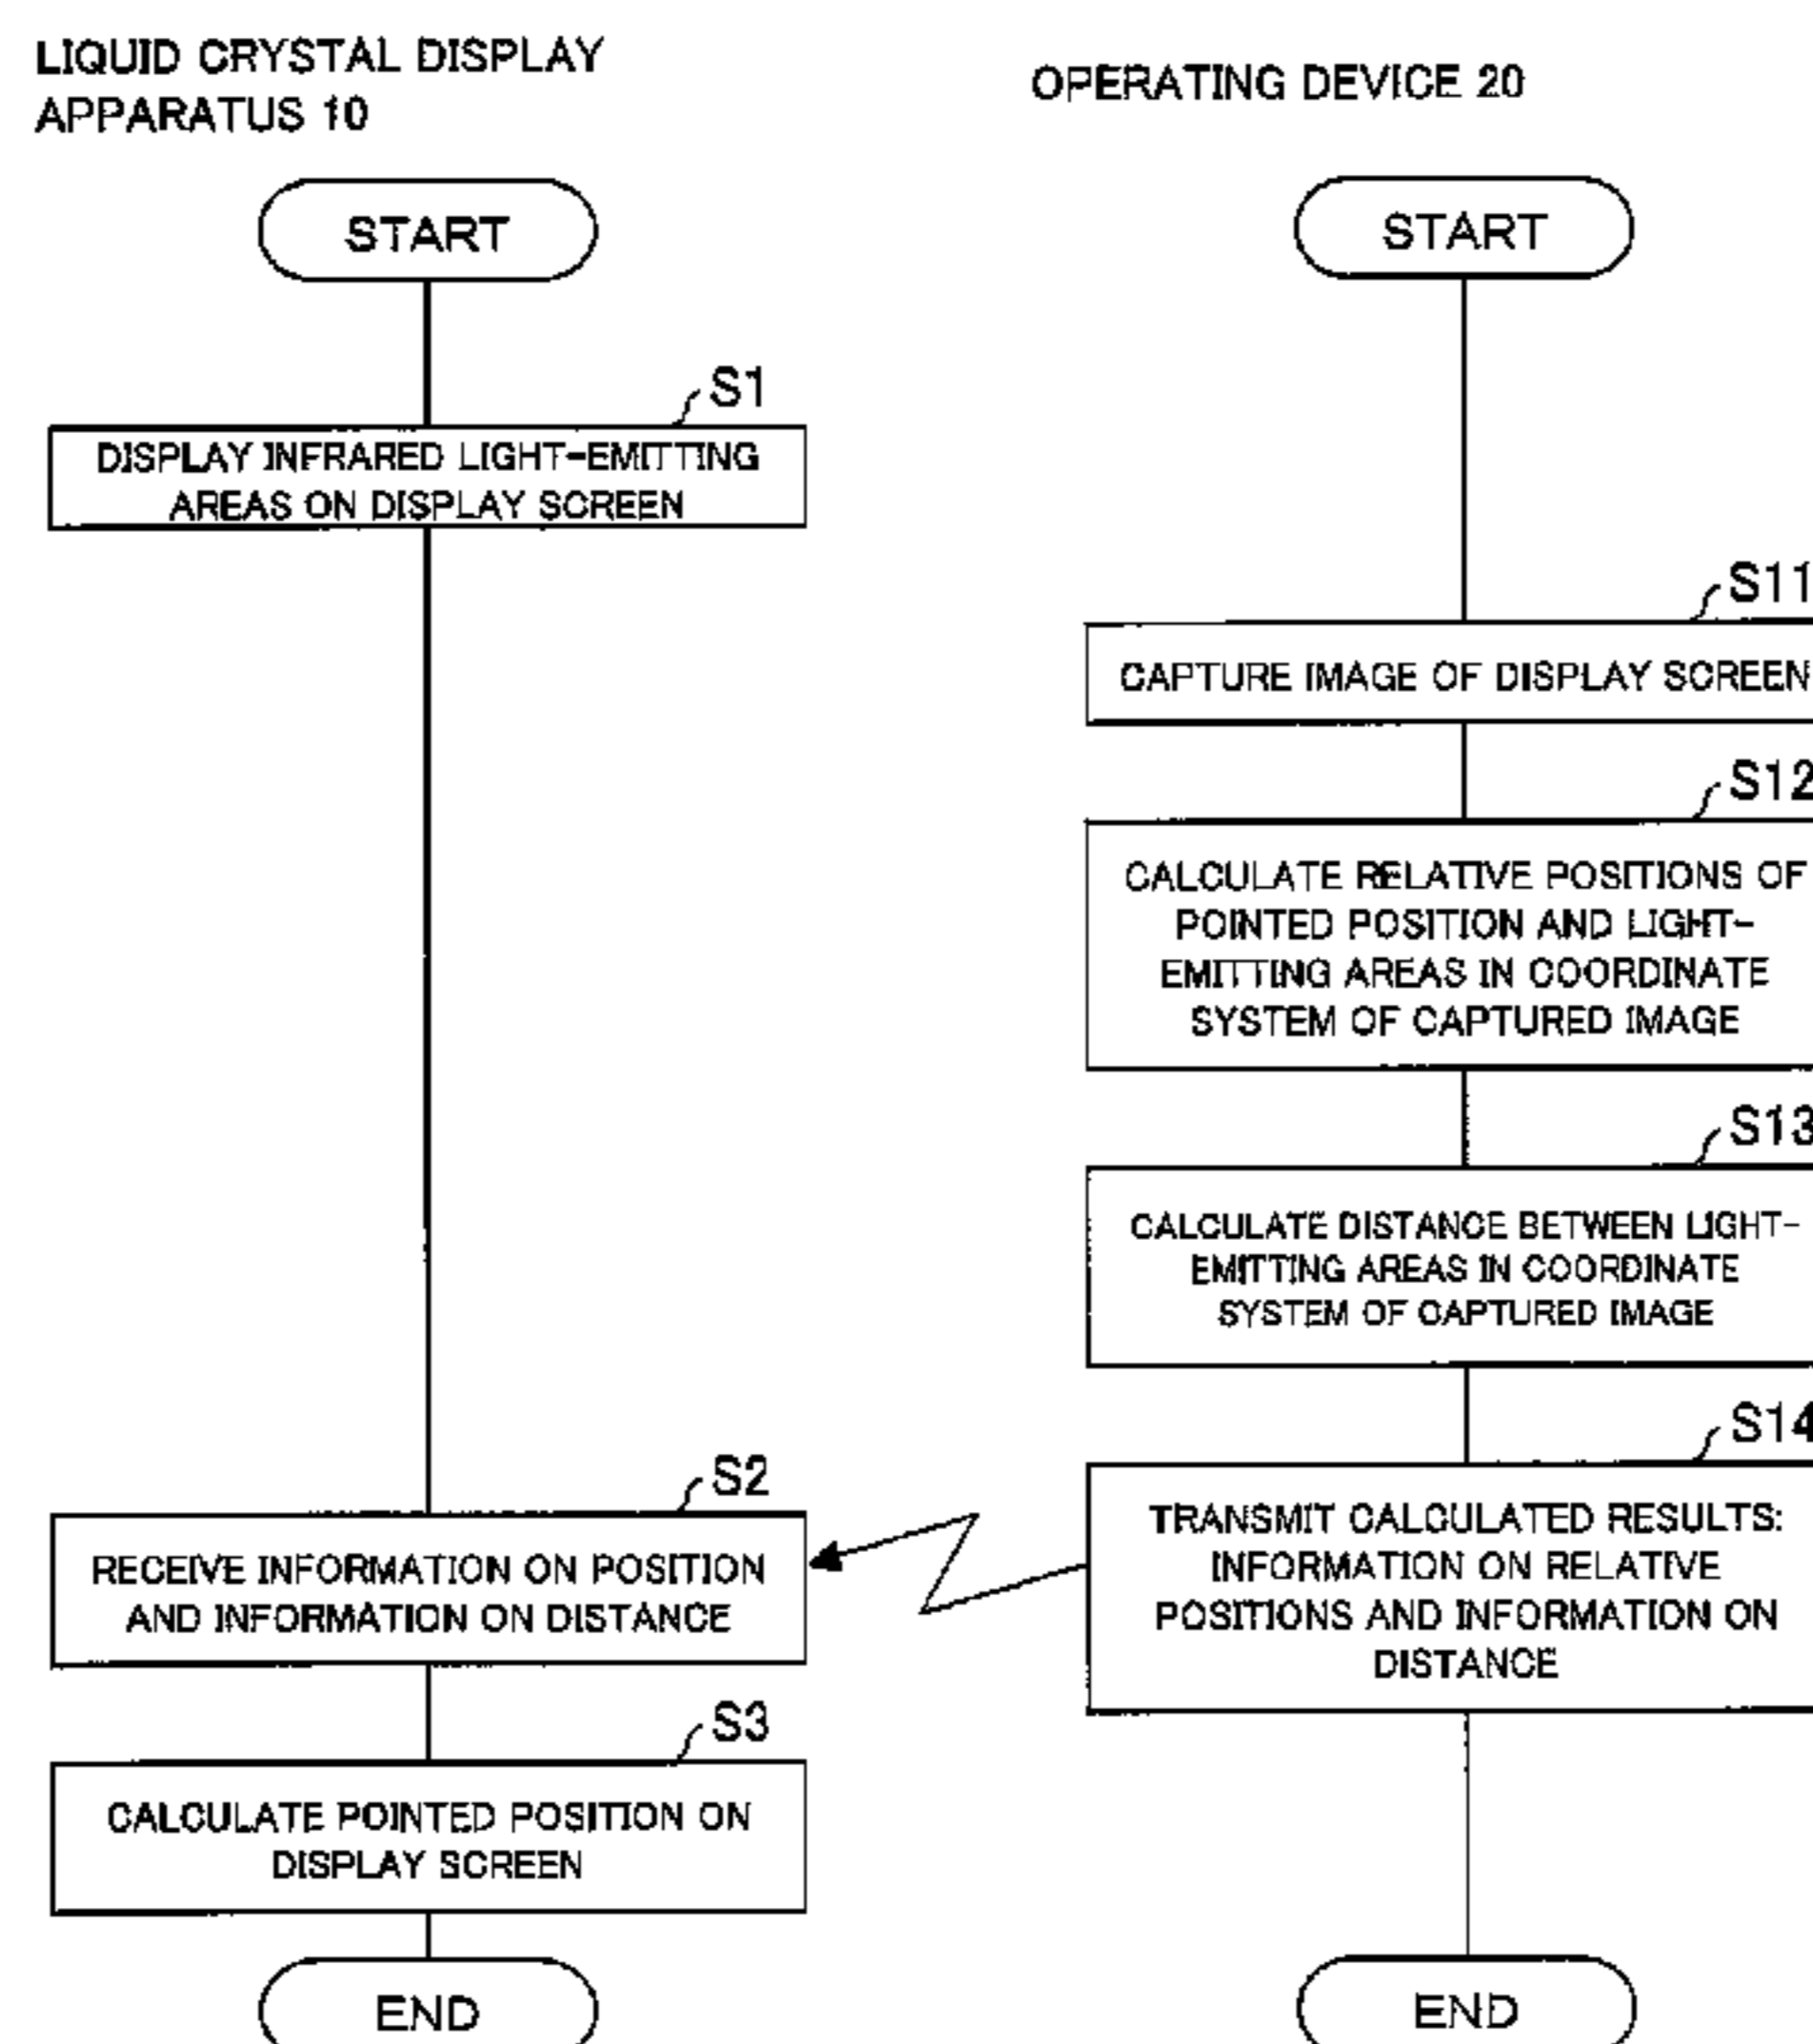 LIQUID CRYSTAL DISPLAY
APPARATUS 10
START
S1
DISPLAY INFRARED LIGHT-EMITTING
AREAS ON DISPLAY SCREEN
S2
RECEIVE INFORMATION ON POSITION
AND INFORMATION ON DISTANCE
S3
CALCULATE POINTED POSITION ON
DISPLAY SCREEN
END
OPERATING DEVICE 20
START
S11
CAPTURE IMAGE OF DISPLAY SCREEN
S12
CALCULATE RELATIVE POSITIONS OF
POINTED POSITION AND LIGHT-
EMITTING AREAS IN COORDINATE
SYSTEM OF CAPTURED IMAGE
S13
CALCULATE DISTANCE BETWEEN LIGHT-
EMITTING AREAS IN COORDINATE
SYSTEM OF CAPTURED IMAGE
S14
TRANSMIT CALCULATED RESULTS:
INFORMATION ON RELATIVE
POSITIONS AND INFORMATION ON
DISTANCE
END